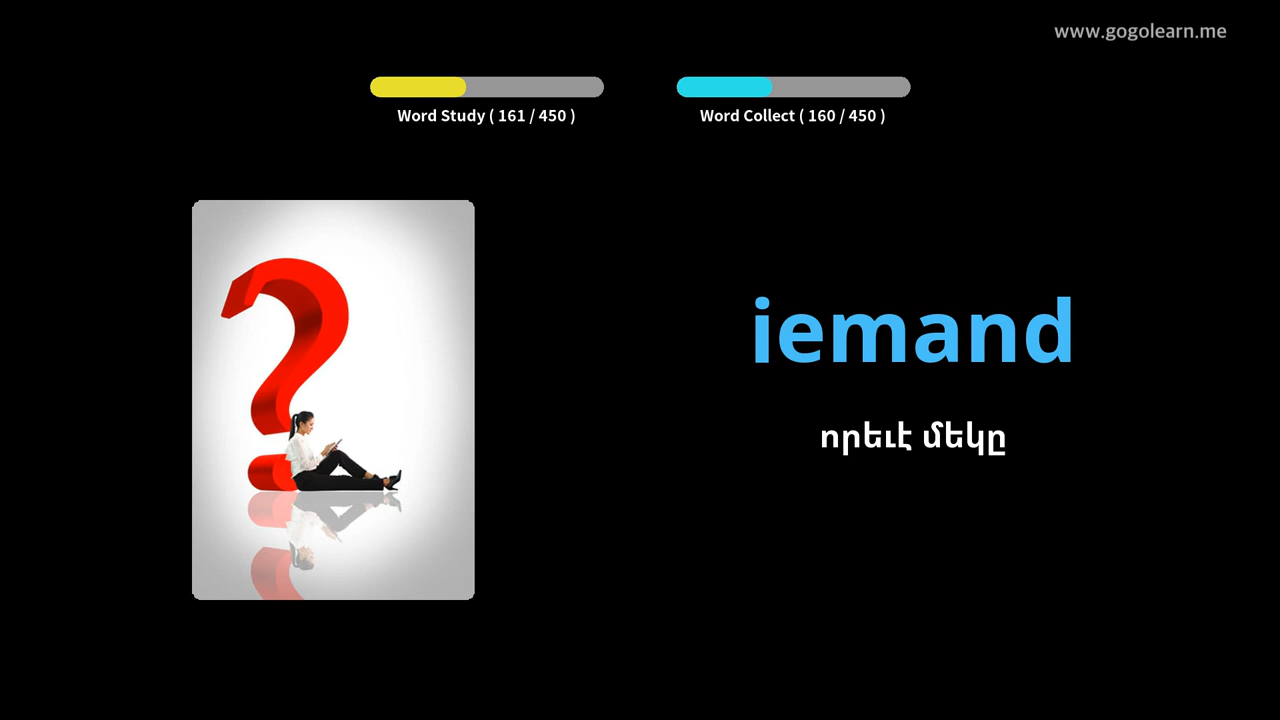 www.gogolearn.me
Word Study ( 161 / 450 )
Word Collect ( 160 / 450 )
iemand
որեւէ մեկը